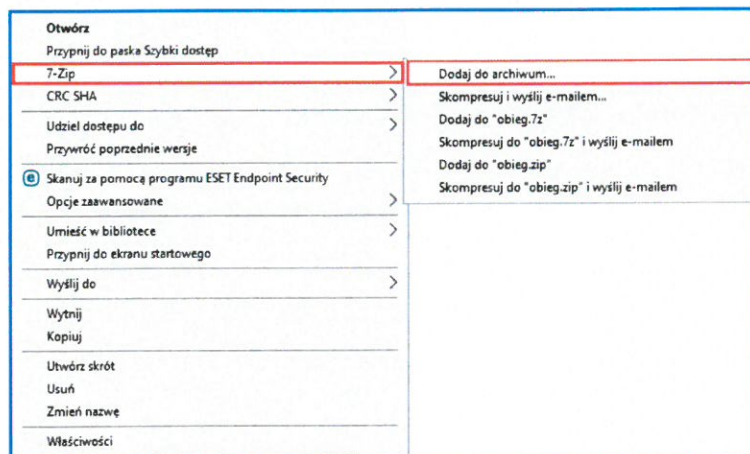 Otwórz
Przypnij do paska Szybki dostęp
7-Zip
CRC SHA
Udziel dostępu do
Przywróć poprzednie wersje
Skanuj za pomocą programu ESET Endpoint Security
Opcje zaawansowane
Umieść w bibliotece
Przypnij do ekranu startowego
Wyślij do
Wytnij
Kopiuj
Utwórz skrót
Usuń
Zmień nazwę
Właściwości
Dodaj do archiwum...
Skompresuj i wyślij e-mailem...
Dodaj do "obieg.7z"
Skompresuj do "obieg.7z" i wyślij e-mailem
Dodaj do "obieg.zip"
Skompresuj do "obieg.zip" i wyślij e-mailem